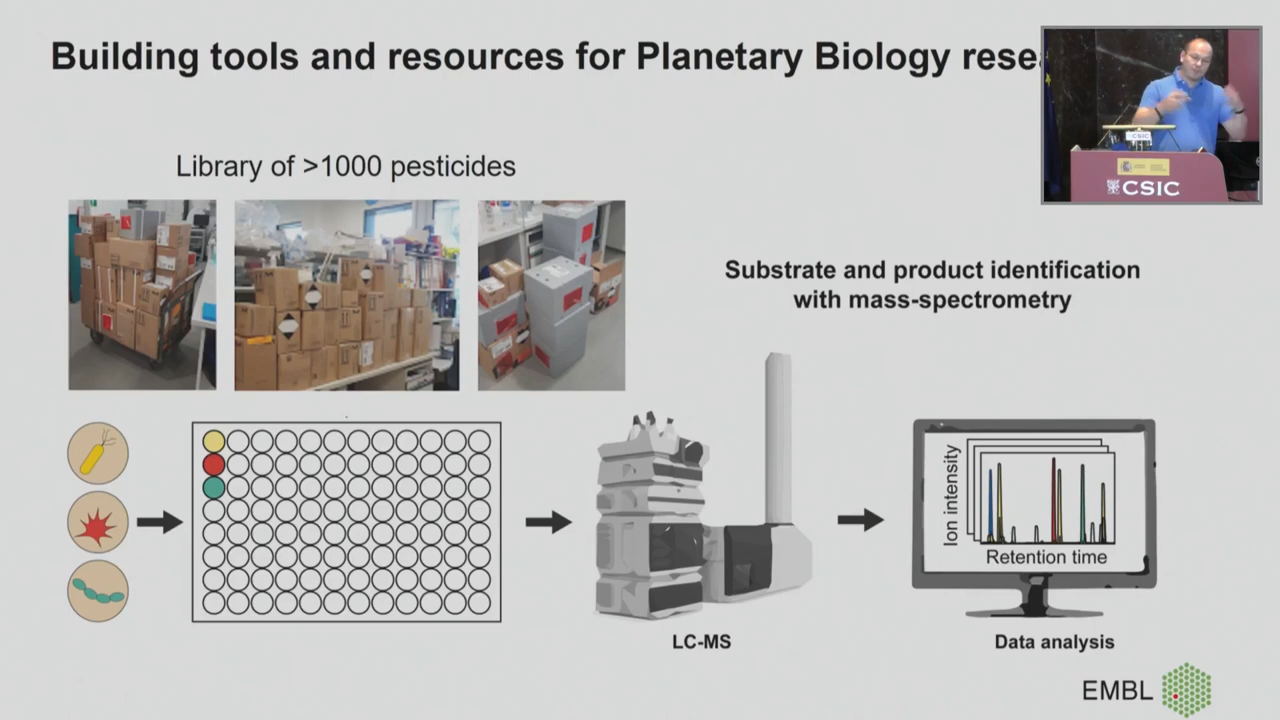 Building tools and resources for Planetary Biology
Library of >1000 pesticides
CSIC
CSIC
Substrate and product identification
with mass-spectrometry
Ion intensity
Retention time
LC-MS
Data analysis
EMBL